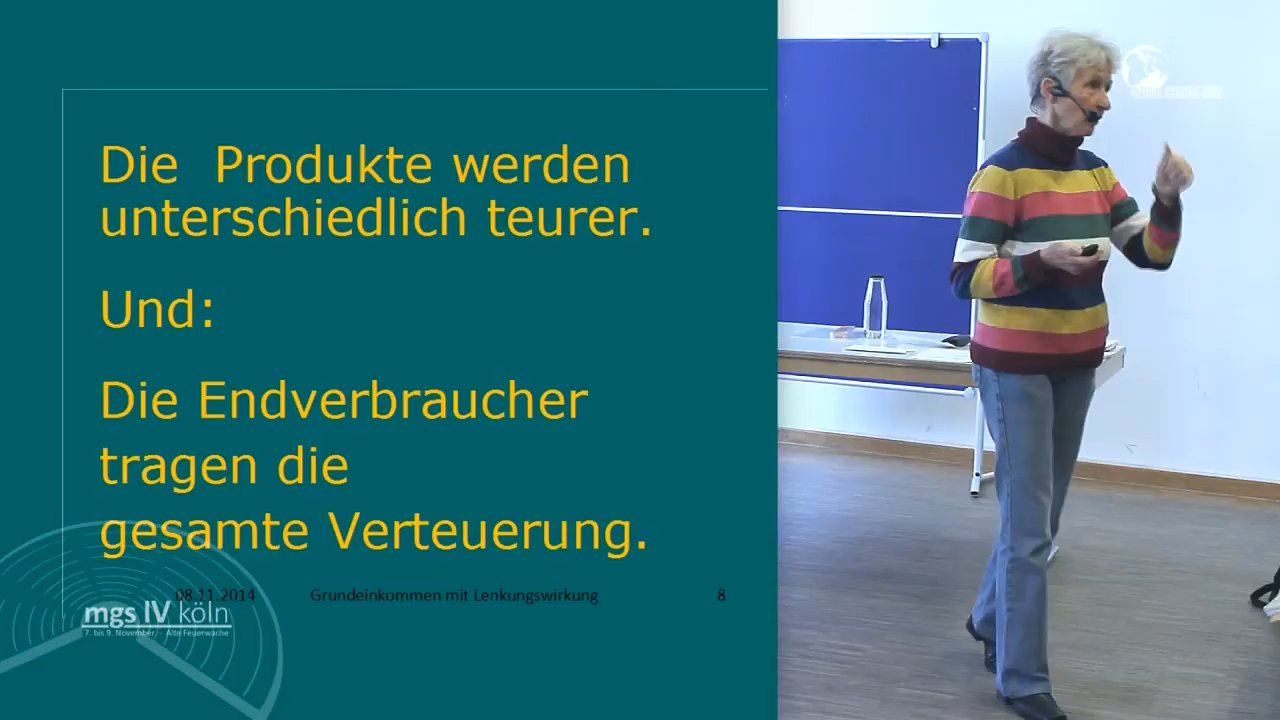 Die  Produkte werden
unterschiedlich teurer.
Und:
Die Endverbraucher
tragen die
gesamte Verteuerung.
08.11.2014
Grundeinkommen mit Lenkungswirkung
8
mgs IV köln
7. bis 9. November - Alte Feuerwache